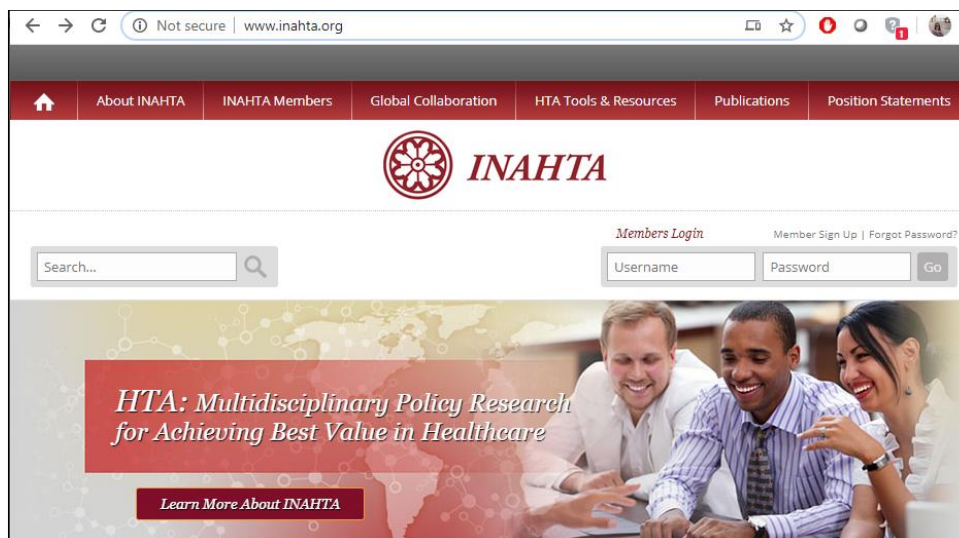 Not secure | www.inahta.org
1
About INAHTA INAHTA Members Global Collaboration HTA Tools & Resources Publications Position Statements
INAHTA
Members Login Member Sign Up | Forgot Password?
Search... Username Password Go
HTA: Multidisciplinary Policy Research
for Achieving Best Value in Healthcare
Learn More About INAHTA